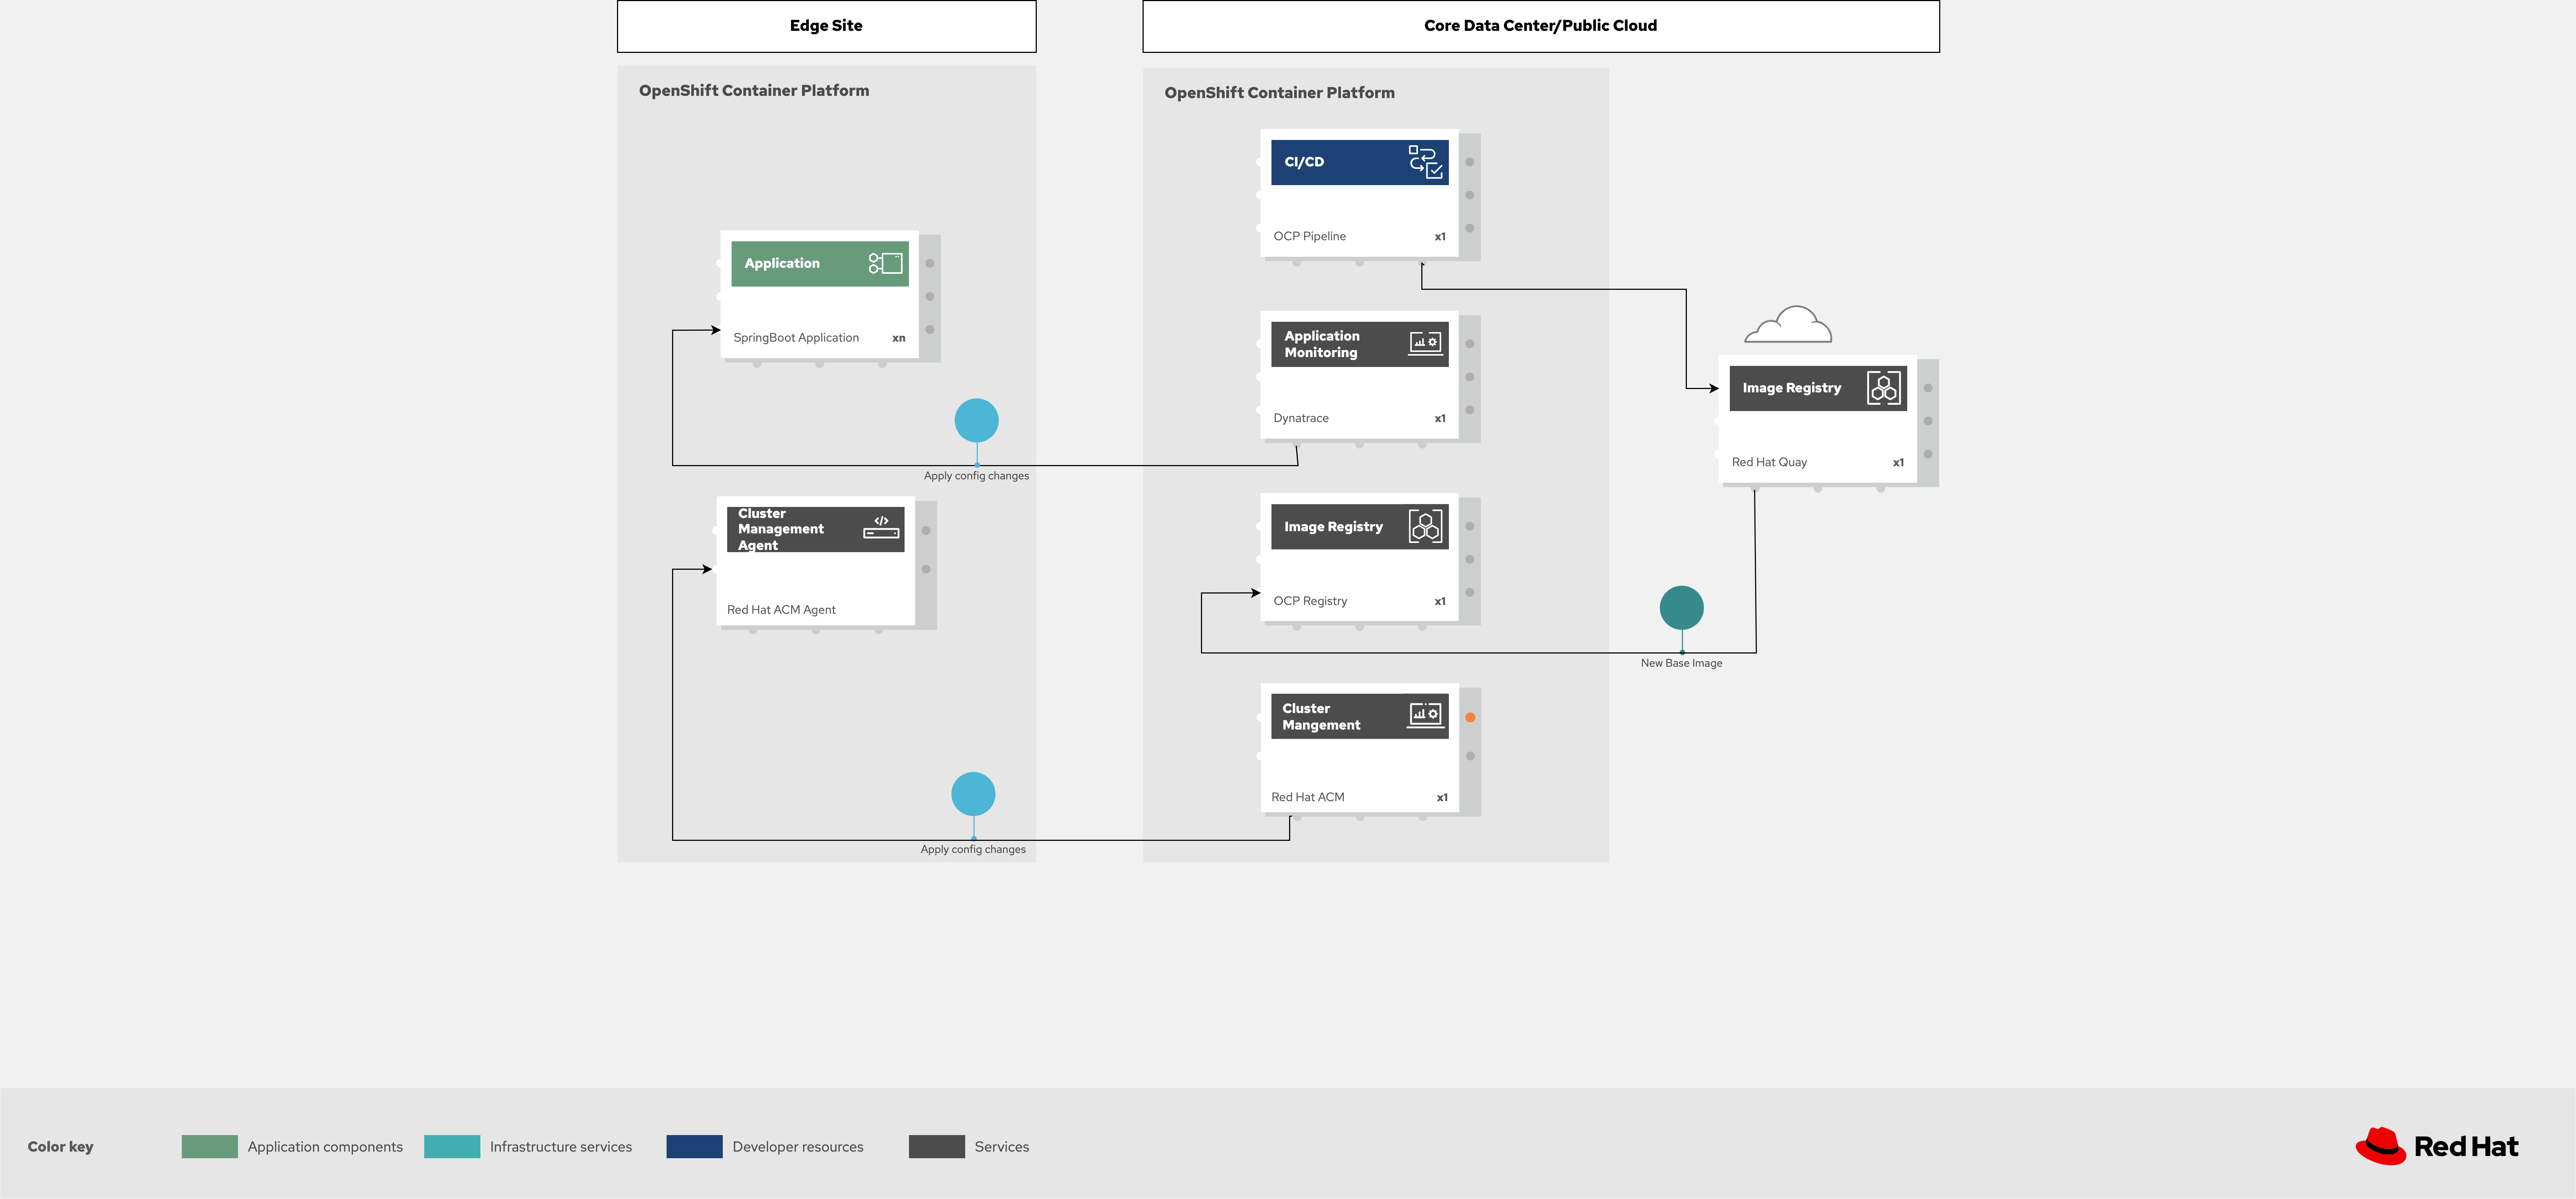 Edge Site
Core Data Center/Public Cloud
OpenShift Container Platform
OpenShift Container Platform
CI/CD
OCP Pipeline
x1
Application
SpringBoot Application
xn
Application
Monitoring
Dynatrace
x1
Image Registry
Red Hat Quay
x1
Apply config changes
Cluster
Management
Agent
Red Hat ACM Agent
Image Registry
OCP Registry
x1
New Base Image
Cluster
Mangement
Red Hat ACM
x1
Apply config changes
Color key
Application components
Infrastructure services
Developer resources
Services
Red Hat